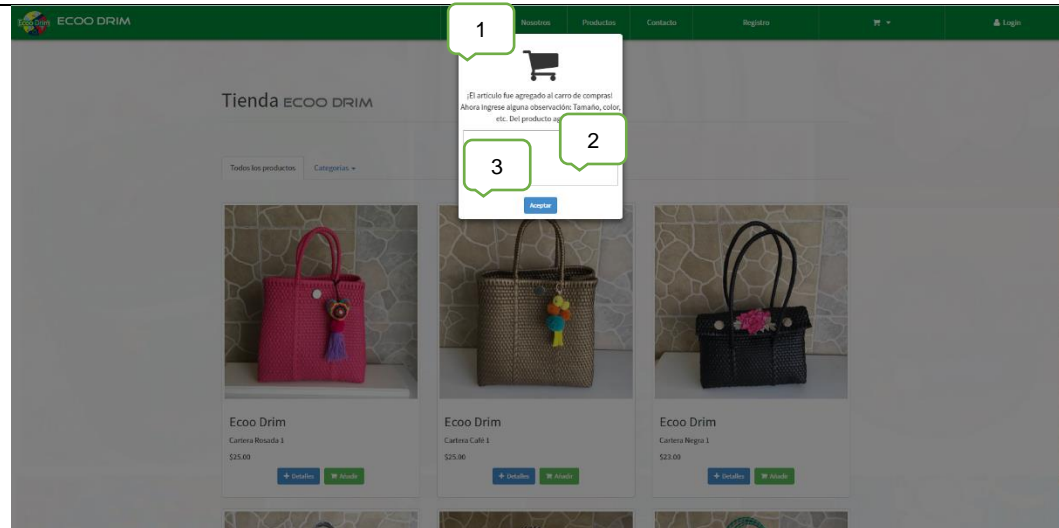 Ecoo Drim ECOO DRIM Nosotros Productos Contacto Registro Login
1
¡El artículo fue agregado al carro de compras!
Ahora ingrese alguna observación: Tamaño, color,
etc. Del producto
2
3
Aceptar
Tienda ECOO DRIM
Todos los productos Categorías
Ecoo Drim Ecoo Drim Ecoo Drim
Cartera Rosada 1 Cartera Café 1 Cartera Negra 1
$25.00 $25.00 $23.00
+ Detalles Añadir + Detalles Añadir + Detalles Añadir